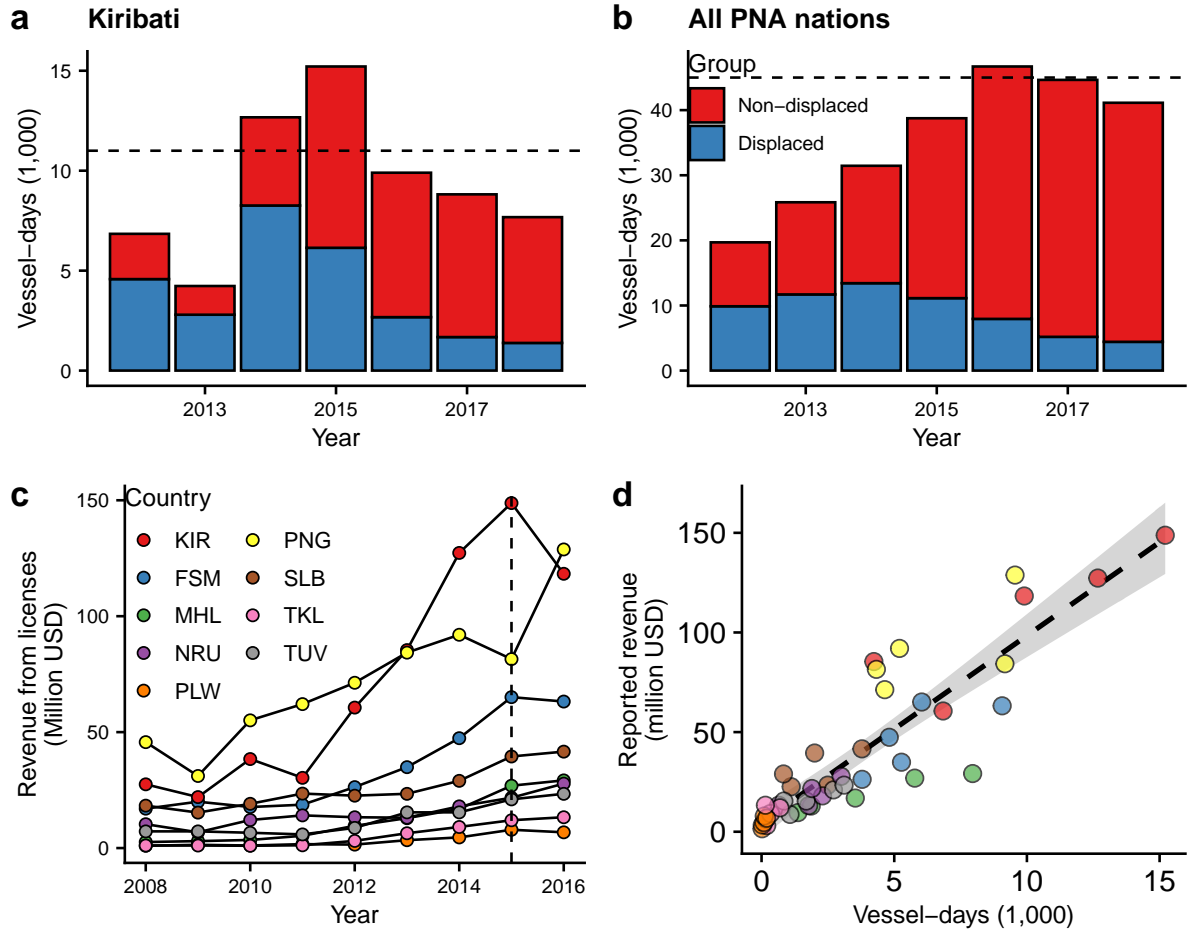 a Kiribati
Vessel−days (1,000)
15
10
5
0
2013 2015 2017
Year
b All PNA nations
Group
Non−displaced
Displaced
Vessel−days (1,000)
40
30
20
10
0
2013 2015 2017
Year
c
Country
KIR PNG
FSM SLB
MHL TKL
NRU TUV
PLW
Revenue from licenses
(Million USD)
150
100
50
0
2008 2010 2012 2014 2016
Year
d
Reported revenue
(million USD)
150
100
50
0
0 5 10 15
Vessel−days (1,000)